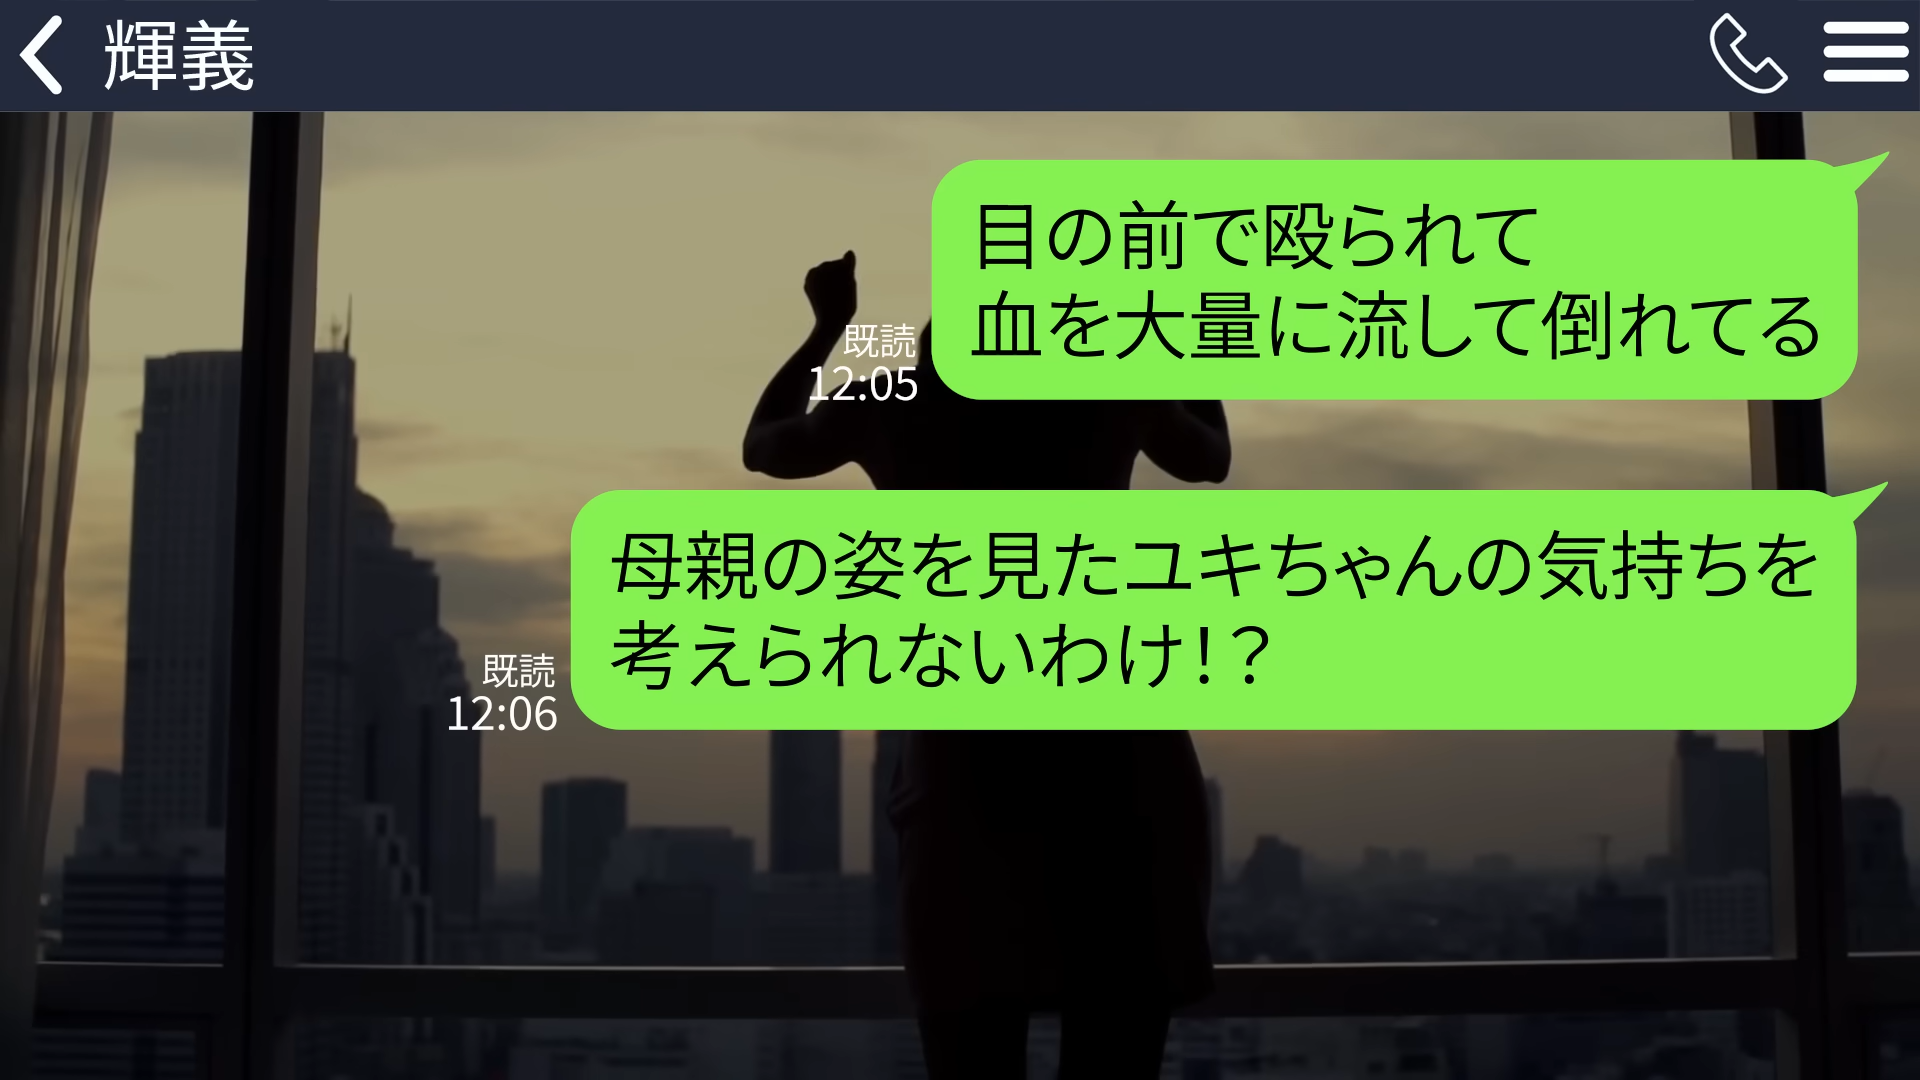 輝義
目の前で殴られて
血を大量に流して倒れてる
既読
12:05
母親の姿を見たユキちゃんの気持ちを
考えられないわけ！？
既読
12:06